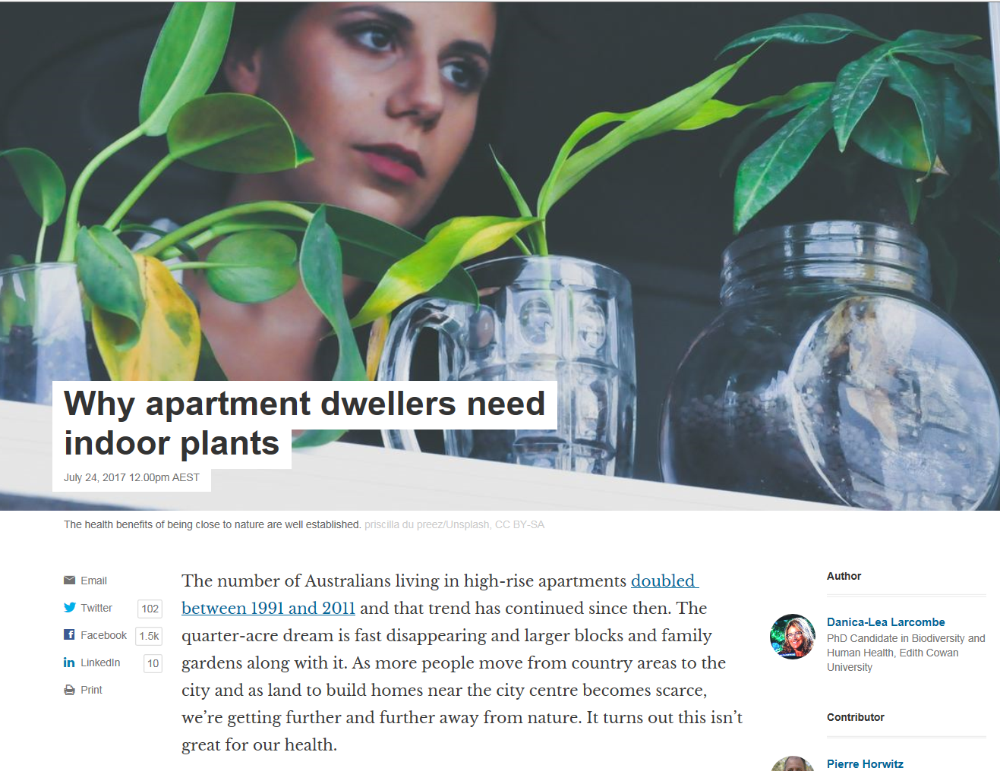 Why apartment dwellers need
indoor plants
July 24, 2017 12.00pm AEST
The health benefits of being close to nature are well established. priscilla du preez/Unsplash, CC BY-SA
Email
Twitter 102
Facebook 1.5k
LinkedIn 10
Print
The number of Australians living in high-rise apartments doubled
between 1991 and 2011 and that trend has continued since then. The
quarter-acre dream is fast disappearing and larger blocks and family
gardens along with it. As more people move from country areas to the
city and as land to build homes near the city centre becomes scarce,
we’re getting further and further away from nature. It turns out this isn’t
great for our health.
Author
Danica-Lea Larcombe
PhD Candidate in Biodiversity and
Human Health, Edith Cowan
University
Contributor
Pierre Horwitz